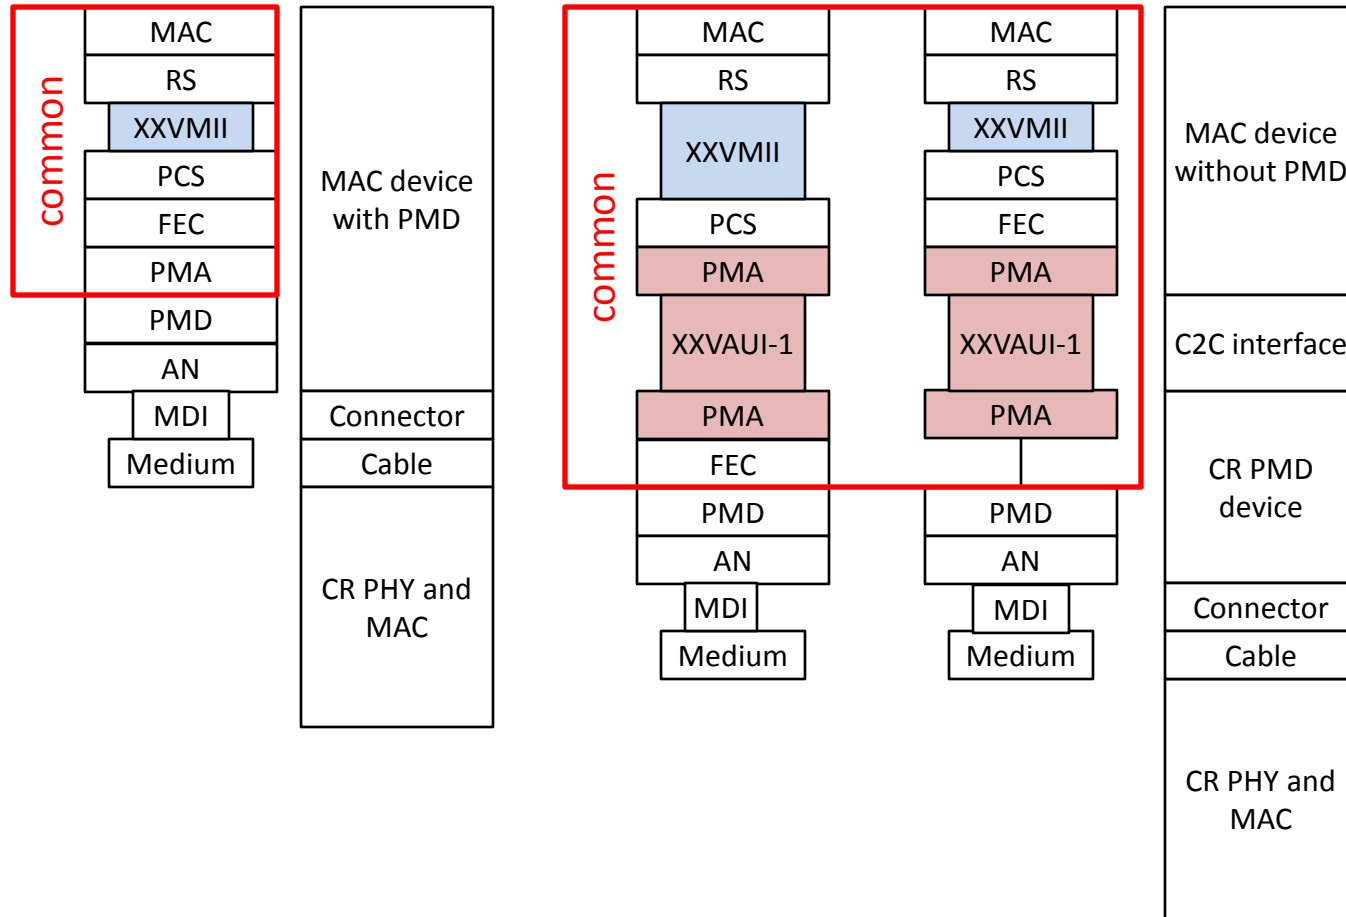 common
MAC
RS
XXVMII
PCS
FEC
PMA
PMD
AN
MDI
Medium
MAC device
with PMD
Connector
Cable
CR PHY and
MAC
common
MAC
RS
XXVMII
PCS
PMA
XXVAUI-1
PMA
FEC
PMD
AN
MDI
Medium
MAC
RS
XXVMII
PCS
FEC
PMA
XXVAUI-1
PMA
PMD
AN
MDI
Medium
MAC device
without PMD
C2C interface
CR PMD
device
Connector
Cable
CR PHY and
MAC